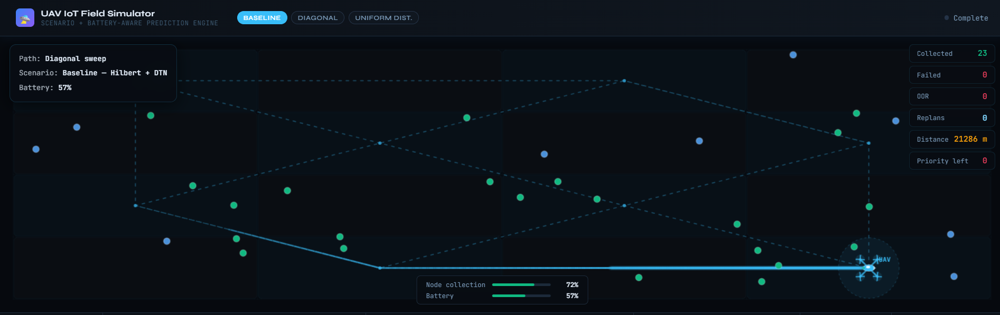 UAV IoT Field Simulator
SCENARIO + BATTERY-AWARE PREDICTION ENGINE
BASELINE
DIAGONAL
UNIFORM DIST.
Complete
Path: Diagonal sweep
Scenario: Baseline — Hilbert + DTN
Battery: 57%
Collected 23
Failed 0
OOR 0
Replans 0
Distance 21286 m
Priority left 0
UAV
Node collection 72%
Battery 57%